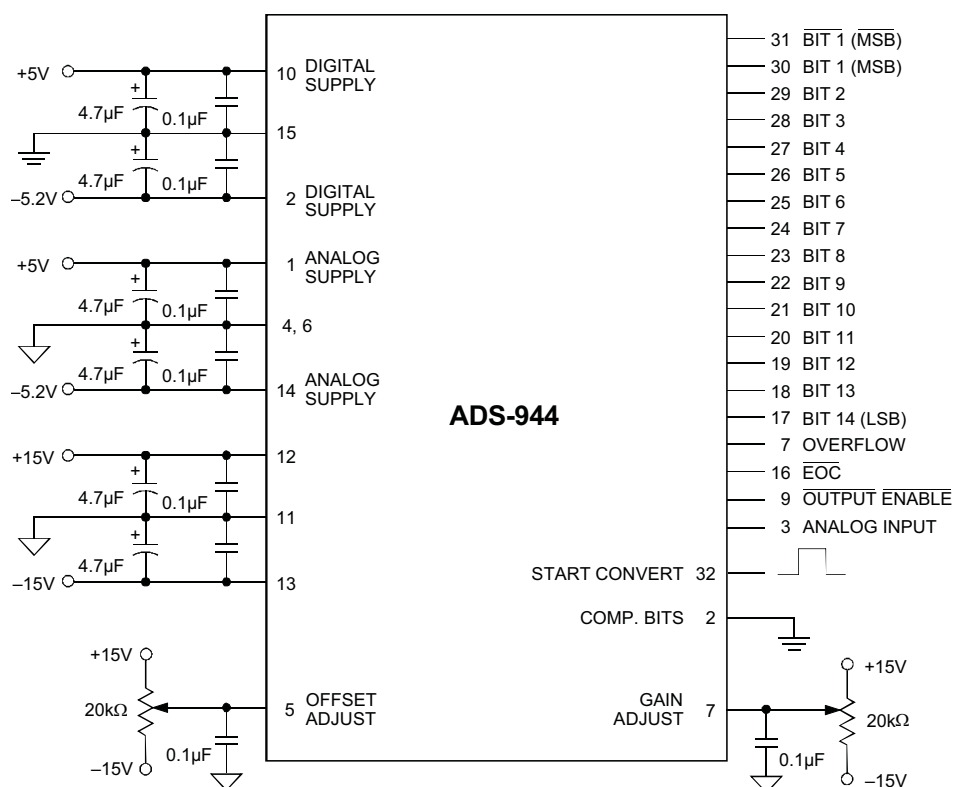 +5V
+
4.7µF
0.1µF
10 DIGITAL
SUPPLY
15
+
4.7µF
0.1µF
–5.2V
2 DIGITAL
SUPPLY
+5V
+
4.7µF
0.1µF
1 ANALOG
SUPPLY
4, 6
+
4.7µF
0.1µF
–5.2V
14 ANALOG
SUPPLY
+15V
+
4.7µF
0.1µF
12
11
+
4.7µF
–15V
13
+15V
20kΩ
–15V
0.1µF
5 OFFSET
ADJUST
ADS-944
31 BIT 1 (MSB)
30 BIT 1 (MSB)
29 BIT 2
28 BIT 3
27 BIT 4
26 BIT 5
25 BIT 6
24 BIT 7
23 BIT 8
22 BIT 9
21 BIT 10
20 BIT 11
19 BIT 12
18 BIT 13
17 BIT 14 (LSB)
7 OVERFLOW
16 EOC
9 OUTPUT ENABLE
3 ANALOG INPUT
START CONVERT 32
COMP. BITS 2
GAIN
ADJUST 7
+15V
20kΩ
0.1µF
–15V